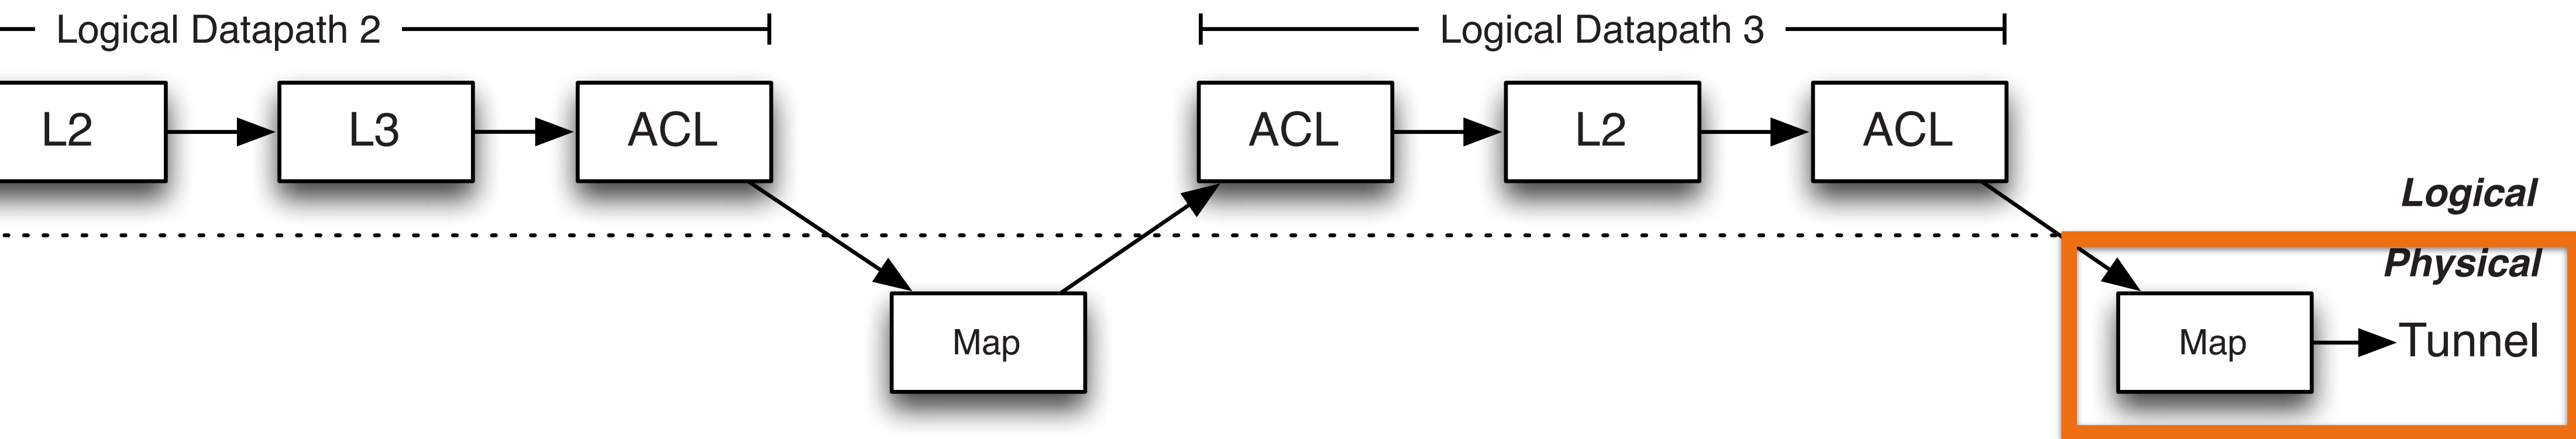 Logical Datapath 2
Logical Datapath 3
L2
L3
ACL
ACL
L2
ACL
Logical
Physical
Map
Map
Tunnel